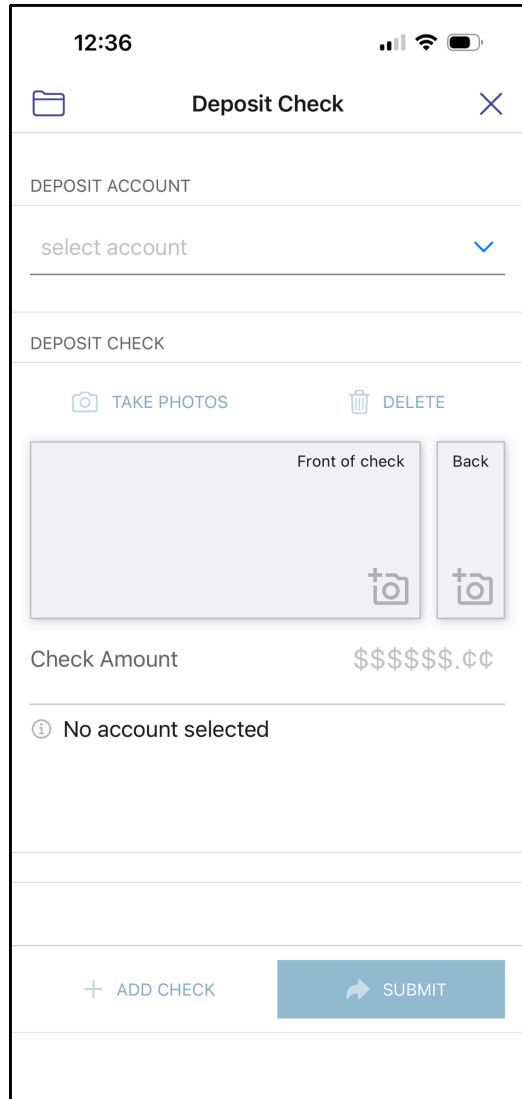 12:36
Deposit Check
DEPOSIT ACCOUNT
select account
DEPOSIT CHECK
TAKE PHOTOS DELETE
Front of check Back
Check Amount $$$$$$.¢¢
No account selected
ADD CHECK SUBMIT